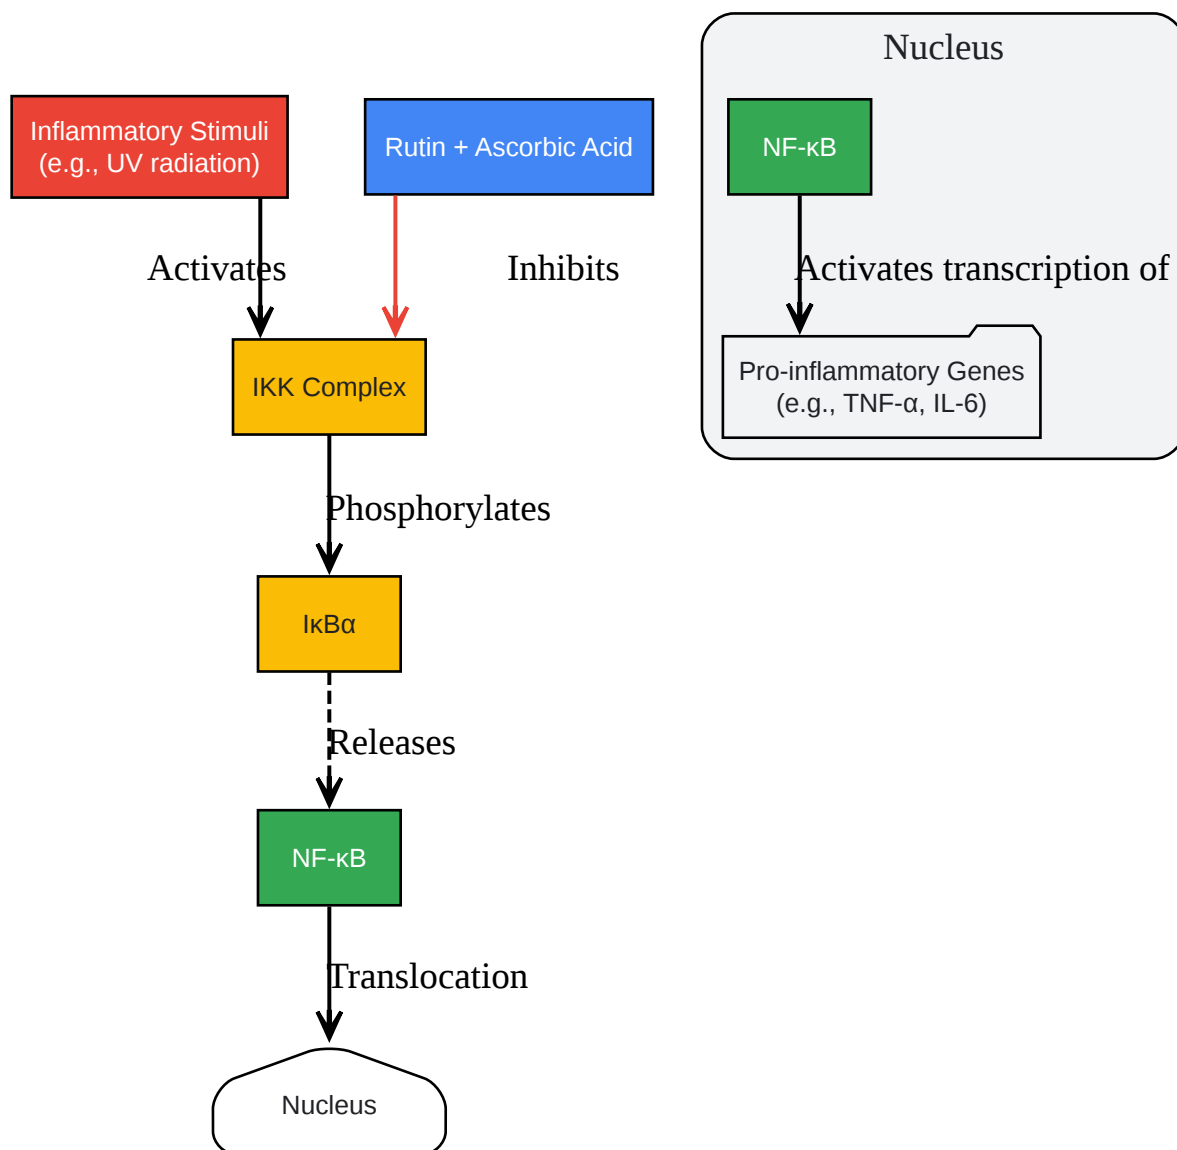 Nucleus
Inflammatory Stimuli
(e.g., UV radiation)
Rutin + Ascorbic Acid
NF-κB
Activates
Inhibits
Activates transcription of
IKK Complex
Pro-inflammatory Genes
(e.g., TNF-α, IL-6)
Phosphorylates
IκBα
Releases
NF-κB
Translocation
Nucleus